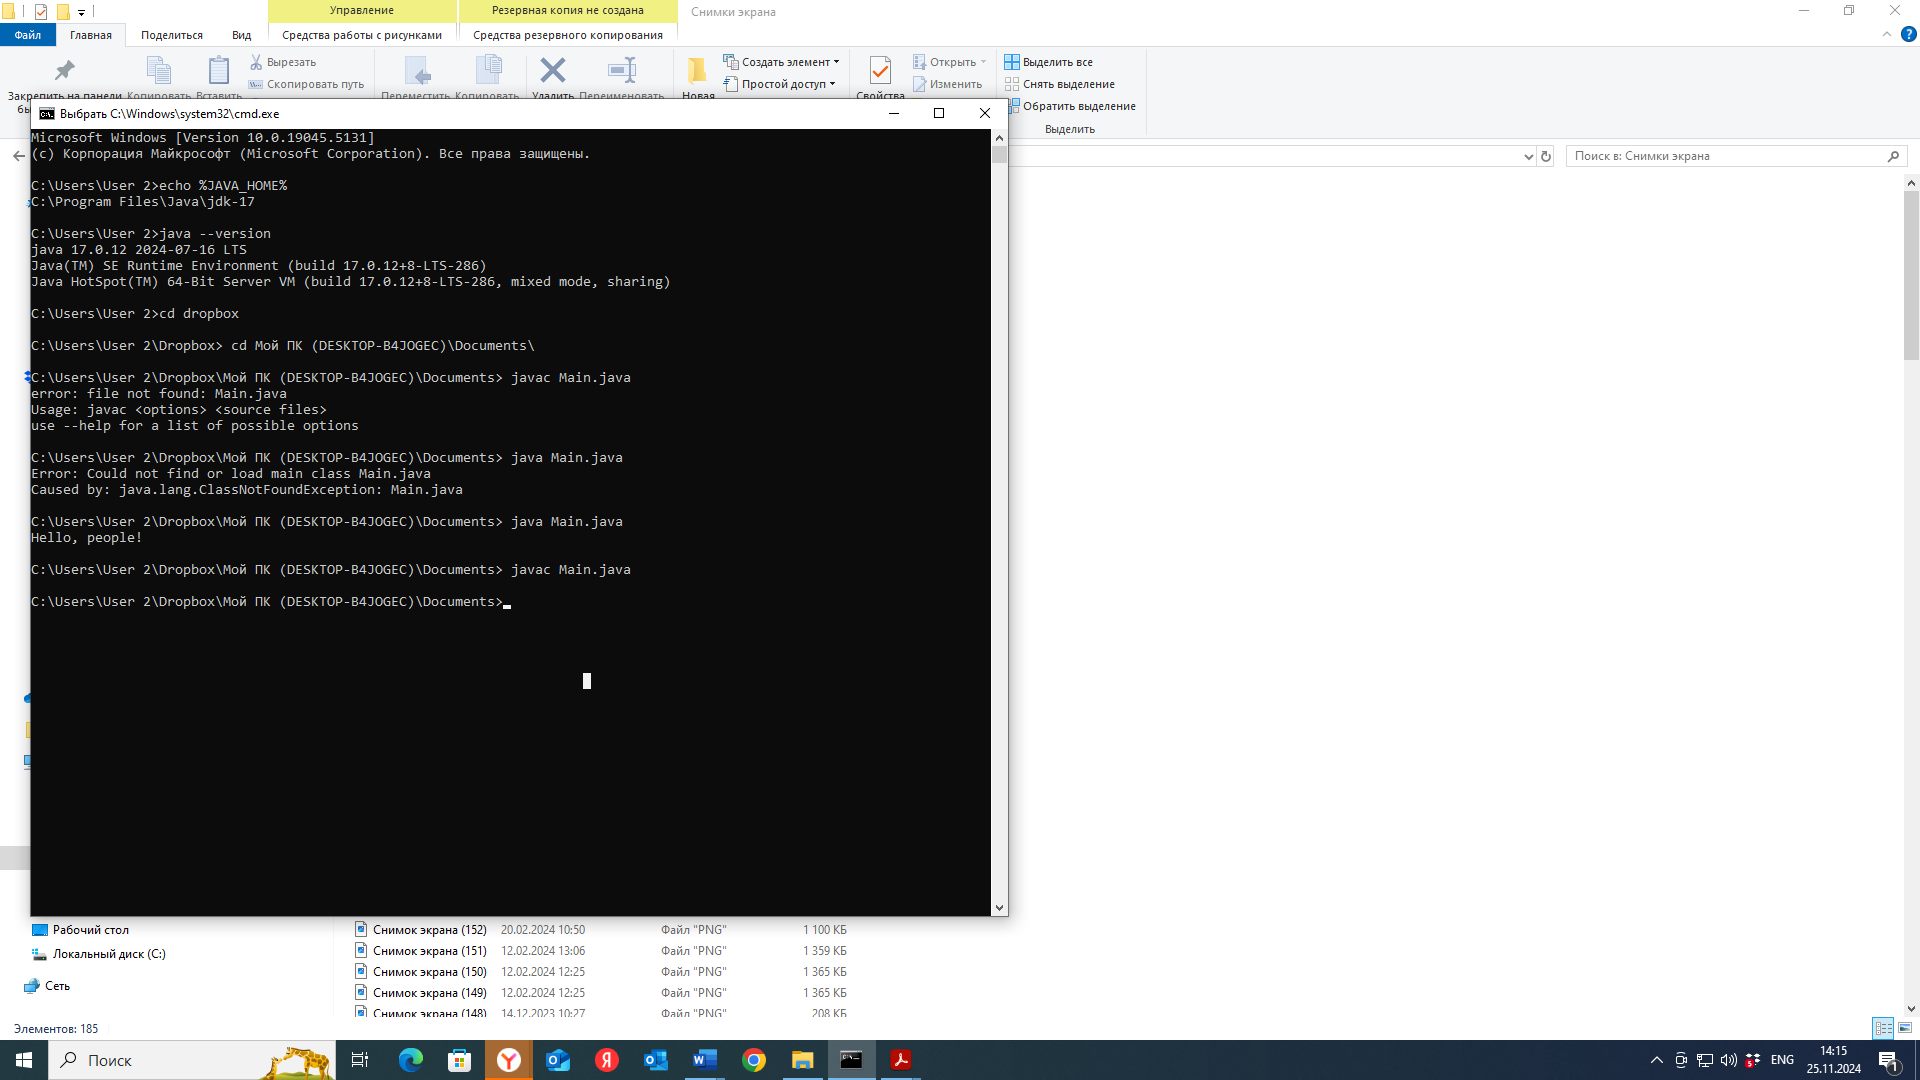 Управление
Резервная копия не создана
Снимки экрана
Файл
Главная
Поделиться
Вид
Средства работы с рисунками
Средства резервного копирования
Вырезать
Скопировать путь
Создать элемент
Простой доступ
Открыть
Изменить
Выделить все
Снять выделение
Обратить выделение
Закрепить на панели
Копировать
Вставить
Переместить
Копировать
Удалить
Переименовать
Новая
Свойства
Выделить
Поиск в: Снимки экрана
Выбрать C:\Windows\system32\cmd.exe
Microsoft Windows [Version 10.0.19045.5131]
(c) Корпорация Майкрософт (Microsoft Corporation). Все права защищены.
C:\Users\User 2>echo %JAVA_HOME%
C:\Program Files\Java\jdk-17
C:\Users\User 2>java --version
java 17.0.12 2024-07-16 LTS
Java(TM) SE Runtime Environment (build 17.0.12+8-LTS-286)
Java HotSpot(TM) 64-Bit Server VM (build 17.0.12+8-LTS-286, mixed mode, sharing)
C:\Users\User 2>cd dropbox
C:\Users\User 2\Dropbox> cd Мой ПК (DESKTOP-B4JOGEC)\Documents\
C:\Users\User 2\Dropbox\Мой ПК (DESKTOP-B4JOGEC)\Documents> javac Main.java
error: file not found: Main.java
Usage: javac <options> <source files>
use --help for a list of possible options
C:\Users\User 2\Dropbox\Мой ПК (DESKTOP-B4JOGEC)\Documents> java Main.java
Error: Could not find or load main class Main.java
Caused by: java.lang.ClassNotFoundException: Main.java
C:\Users\User 2\Dropbox\Мой ПК (DESKTOP-B4JOGEC)\Documents> java Main.java
Hello, people!
C:\Users\User 2\Dropbox\Мой ПК (DESKTOP-B4JOGEC)\Documents> javac Main.java
C:\Users\User 2\Dropbox\Мой ПК (DESKTOP-B4JOGEC)\Documents>
Рабочий стол
Локальный диск (C:)
Сеть
Снимок экрана (152) 20.02.2024 10:50 Файл "PNG" 1 100 КБ
Снимок экрана (151) 12.02.2024 13:06 Файл "PNG" 1 359 КБ
Снимок экрана (150) 12.02.2024 12:25 Файл "PNG" 1 365 КБ
Снимок экрана (149) 12.02.2024 12:25 Файл "PNG" 1 365 КБ
Снимок экрана (148) 14.12.2023 10:27 Файл "PNG" 208 КБ
Элементов: 185
Поиск
ENG
14:15
25.11.2024
1